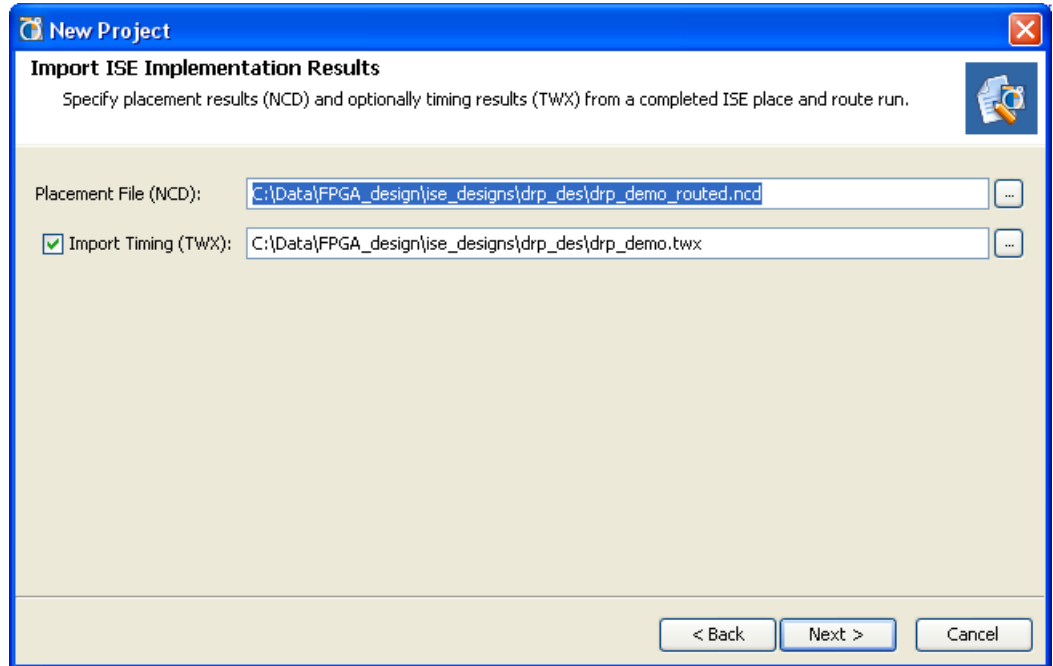 New Project
Import ISE Implementation Results
Specify placement results (NCD) and optionally timing results (TWX) from a completed ISE place and route run.
Placement File (NCD): C:\Data\FPGA_design\ise_designs\drp_des\drp_demo_routed.ncd ...
Import Timing (TWX): C:\Data\FPGA_design\ise_designs\drp_des\drp_demo.twx ...
< Back Next > Cancel